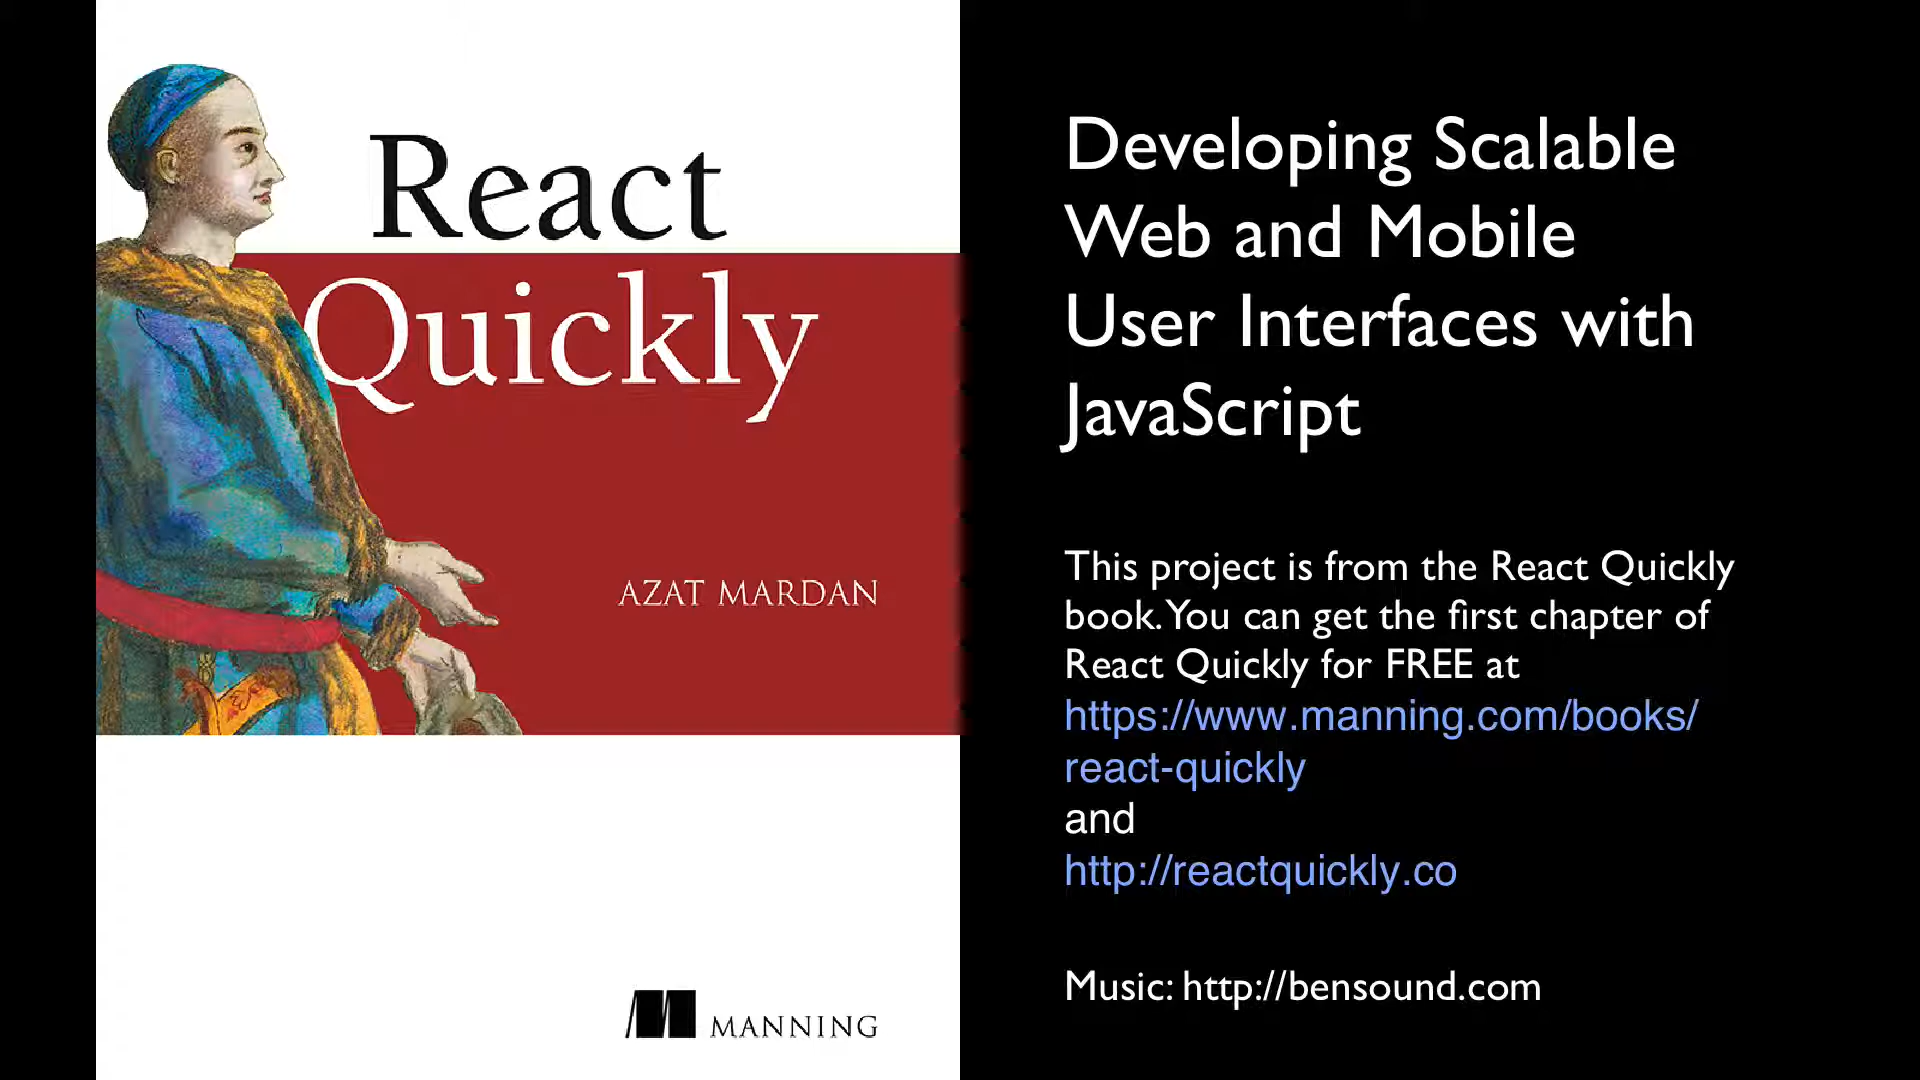 React
Quickly
AZAT MARDAN
MANNING
Developing Scalable
Web and Mobile
User Interfaces with
JavaScript
This project is from the React Quickly
book. You can get the first chapter of
React Quickly for FREE at
https://www.manning.com/books/
react-quickly
and
http://reactquickly.co
Music: http://bensound.com